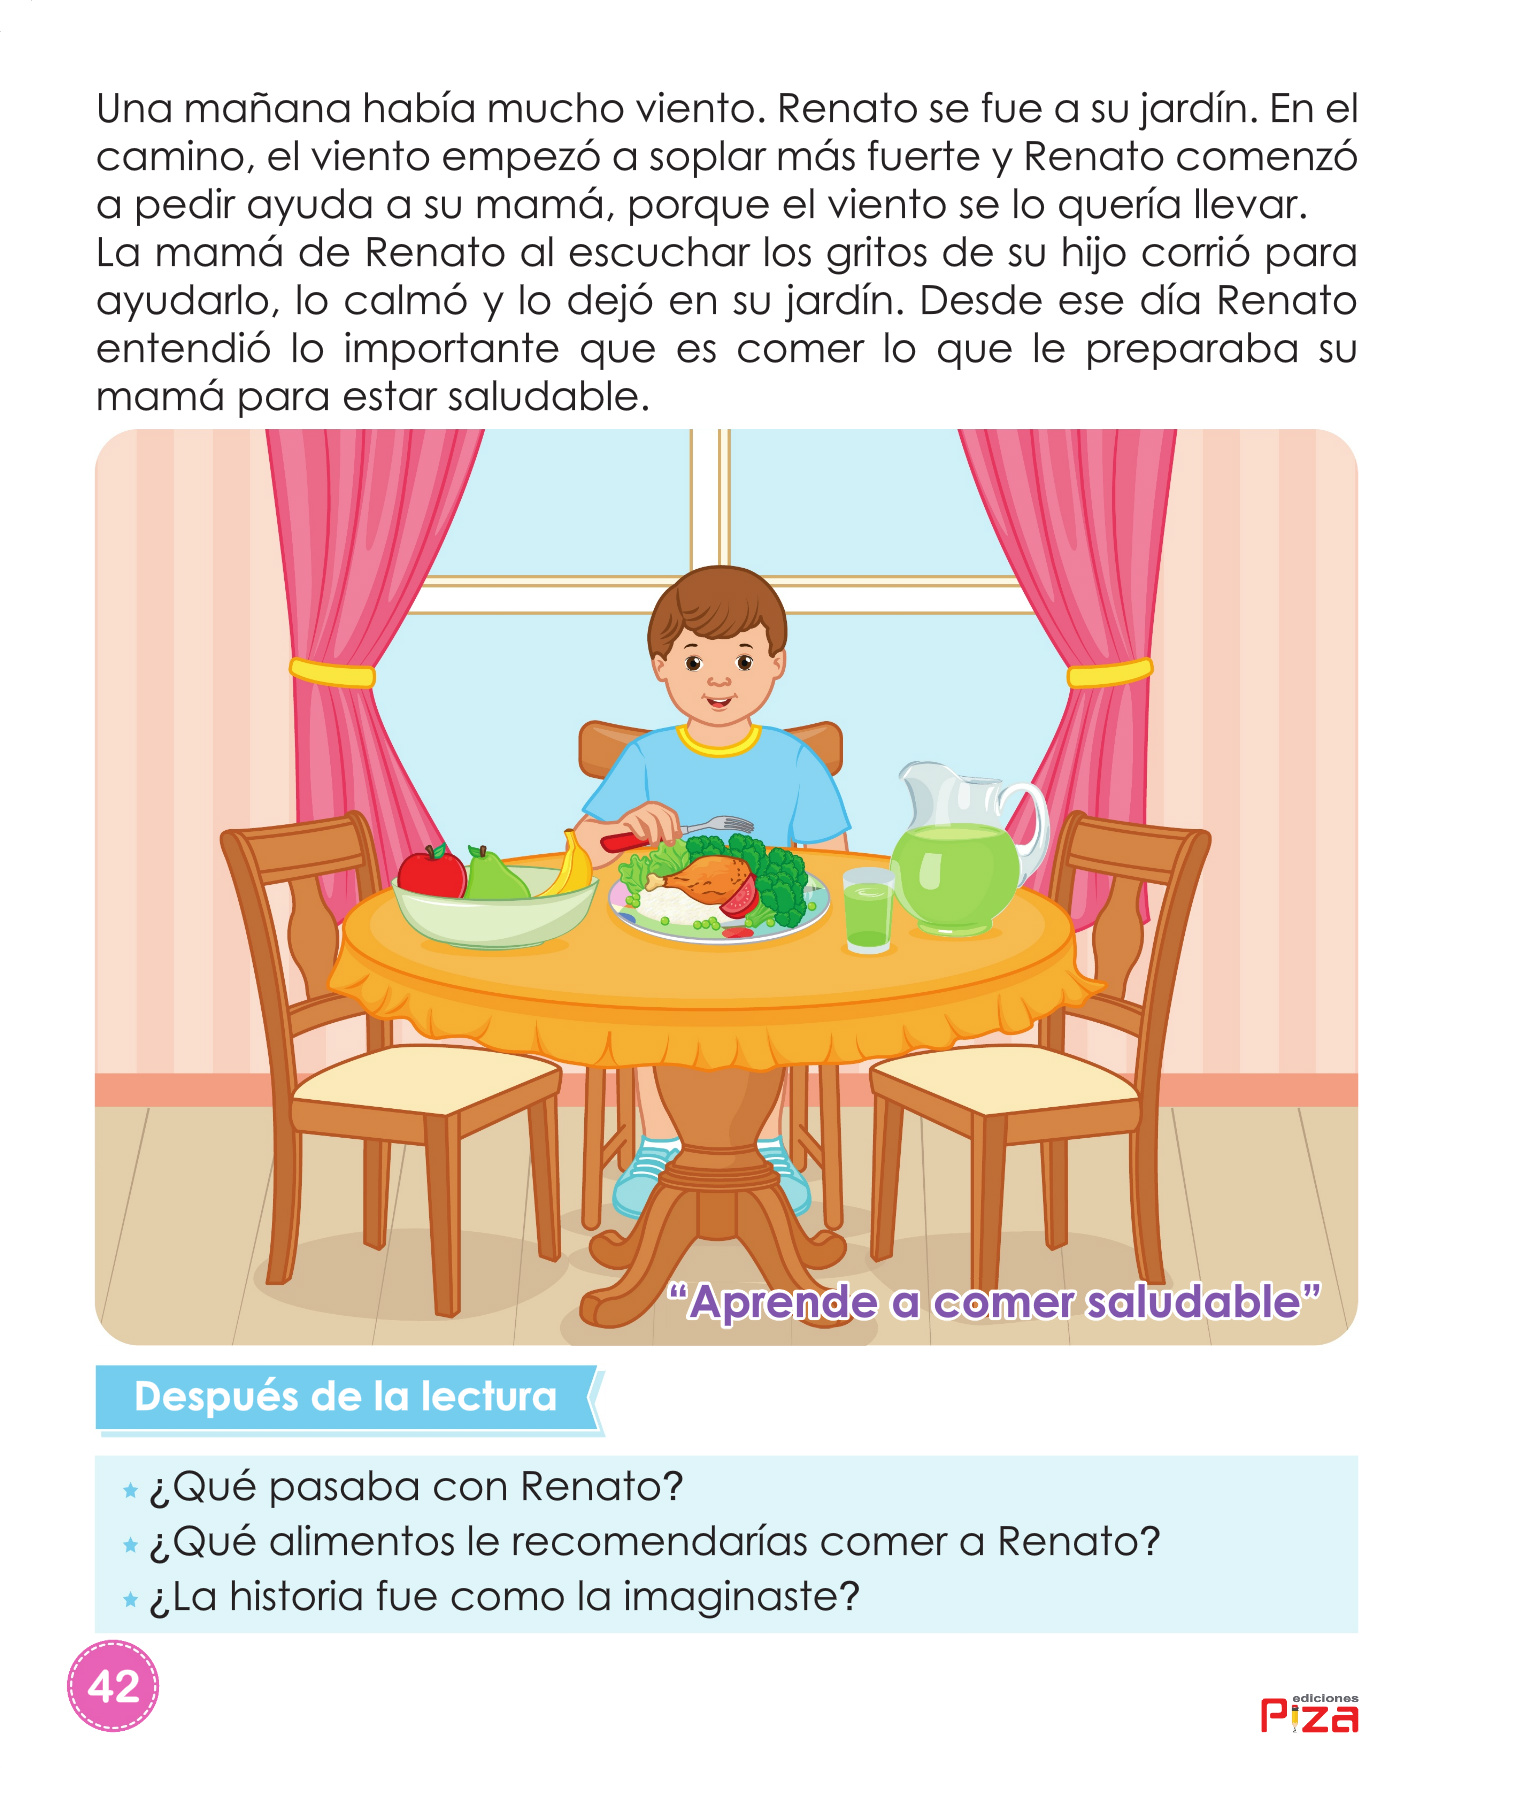 Una mañana había mucho viento. Renato se fue a su jardín. En el
camino, el viento empezó a soplar más fuerte y Renato comenzó
a pedir ayuda a su mamá, porque el viento se lo quería llevar.
La mamá de Renato al escuchar los gritos de su hijo corrió para
ayudarlo, lo calmó y lo dejó en su jardín. Desde ese día Renato
entendió lo importante que es comer lo que le preparaba su
mamá para estar saludable.
“Aprende a comer saludable”
Después de la lectura
¿Qué pasaba con Renato?
¿Qué alimentos le recomendarías comer a Renato?
¿La historia fue como la imaginaste?
42
ediciones
Piza